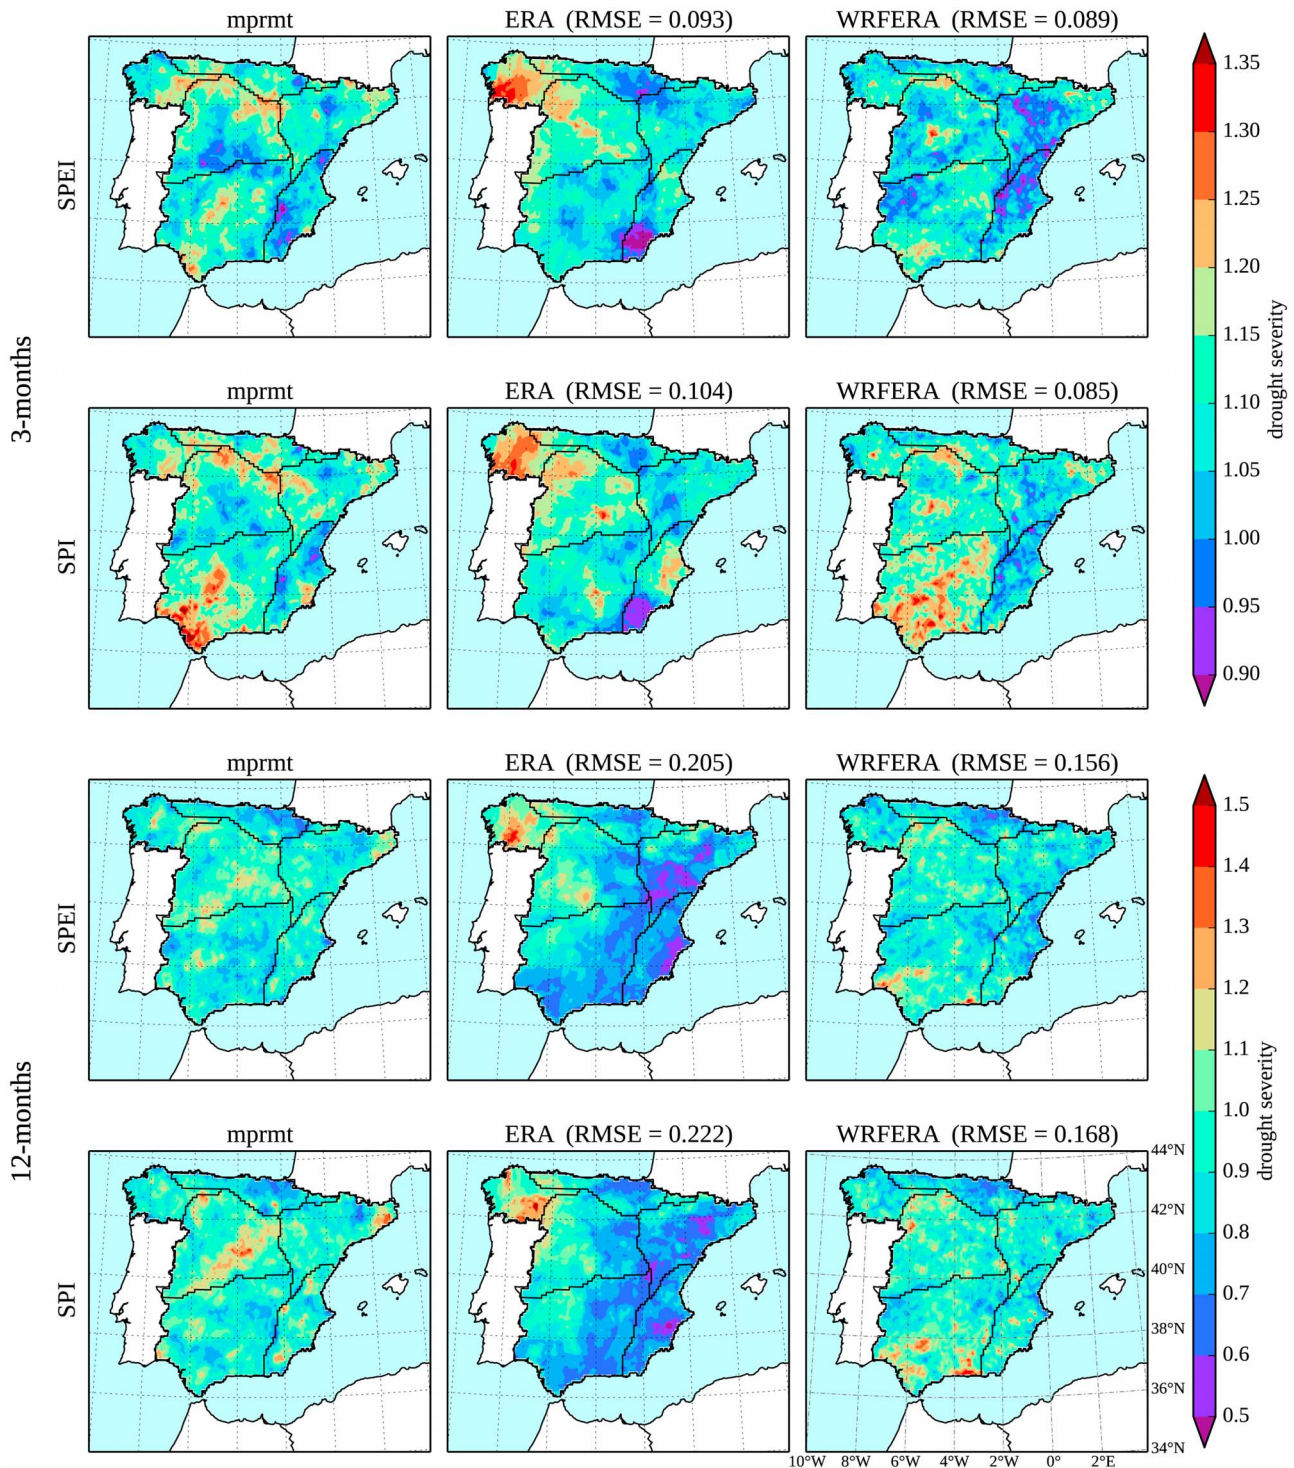 mprmt
ERA (RMSE = 0.093)
WRFERA (RMSE = 0.089)
SPEI
1.35
1.30
1.25
1.20
1.15
1.10
1.05
1.00
0.95
0.90
drought severity
3-months
mprmt
ERA (RMSE = 0.104)
WRFERA (RMSE = 0.085)
SPI
mprmt
ERA (RMSE = 0.205)
WRFERA (RMSE = 0.156)
SPEI
1.5
1.4
1.3
1.2
1.1
1.0
0.9
0.8
0.7
0.6
0.5
drought severity
12-months
mprmt
ERA (RMSE = 0.222)
WRFERA (RMSE = 0.168)
SPI
44°N
42°N
40°N
38°N
36°N
34°N
10°W 8°W 6°W 4°W 2°W 0° 2°E